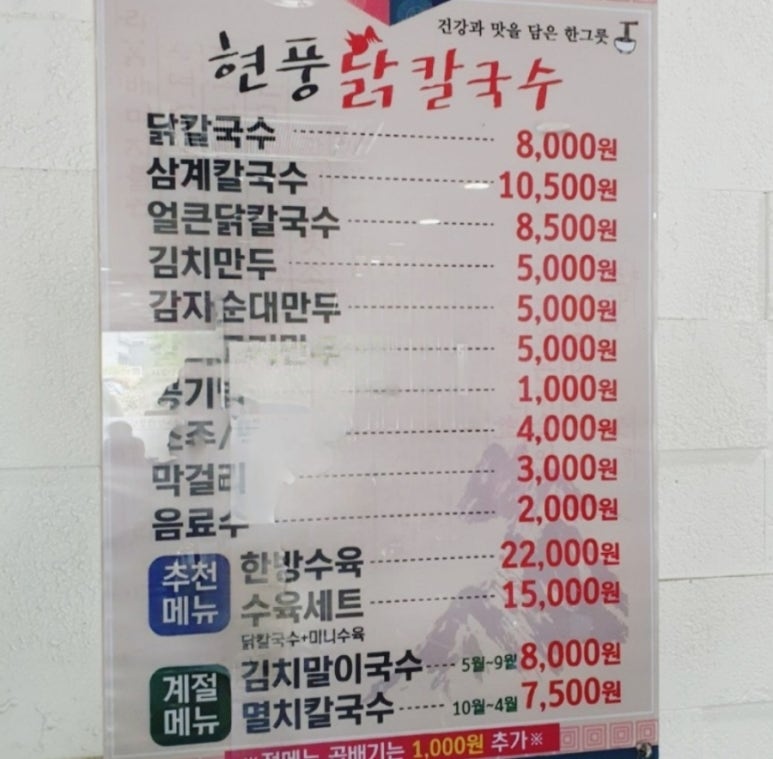 건강과 맛을 담은 한그릇
현풍닭칼국수
닭칼국수 8,000원
삼계칼국수 10,500원
얼큰닭칼국수 8,500원
김치만두 5,000원
감자순대만두 5,000원
5,000원
1,000원
4,000원
막걸리 3,000원
음료수 2,000원
추천메뉴
한방수육 22,000원
수육세트 15,000원
닭칼국수+미니수육
계절메뉴
김치말이국수 5월~9월 8,000원
멸치칼국수 10월~4월 7,500원
※전메뉴 곱배기는 1,000원 추가※